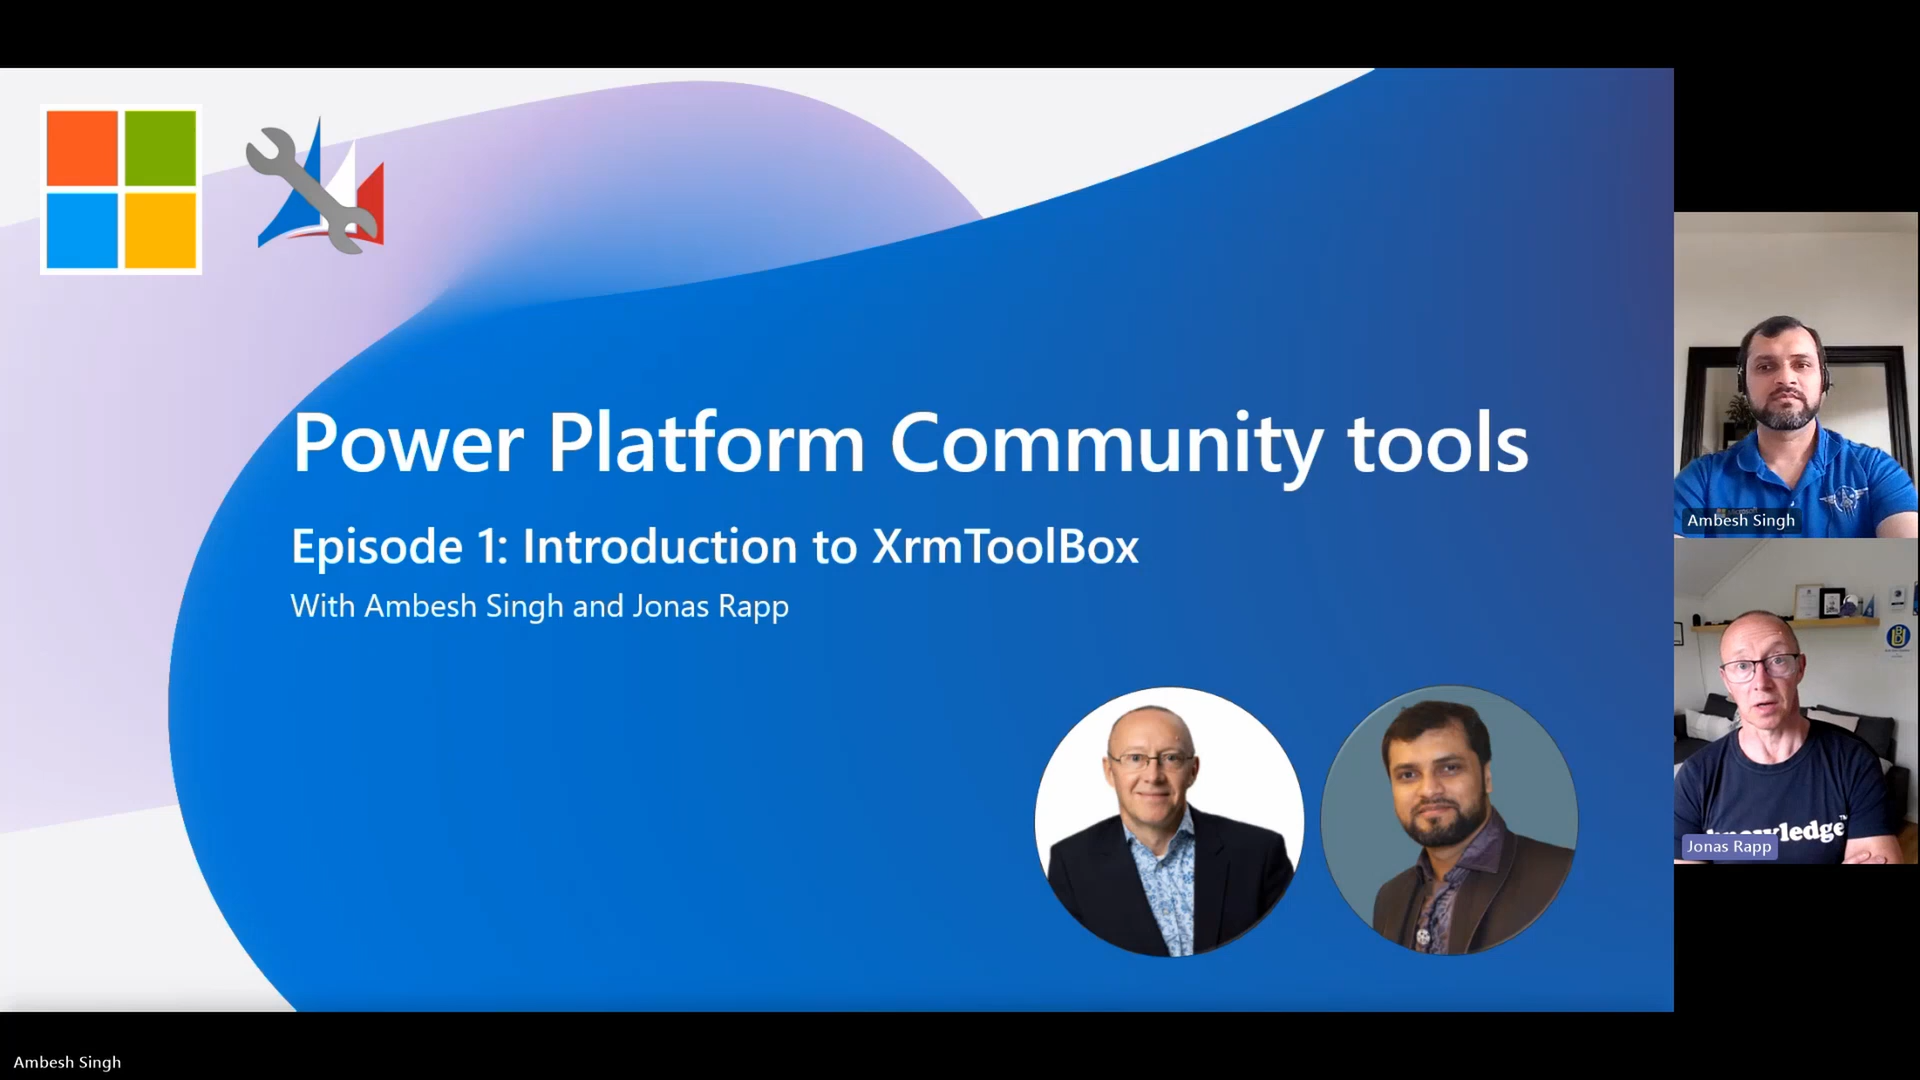 Power Platform Community tools
Episode 1: Introduction to XrmToolBox
With Ambesh Singh and Jonas Rapp
Ambesh Singh
Jonas Rapp
Ambesh Singh